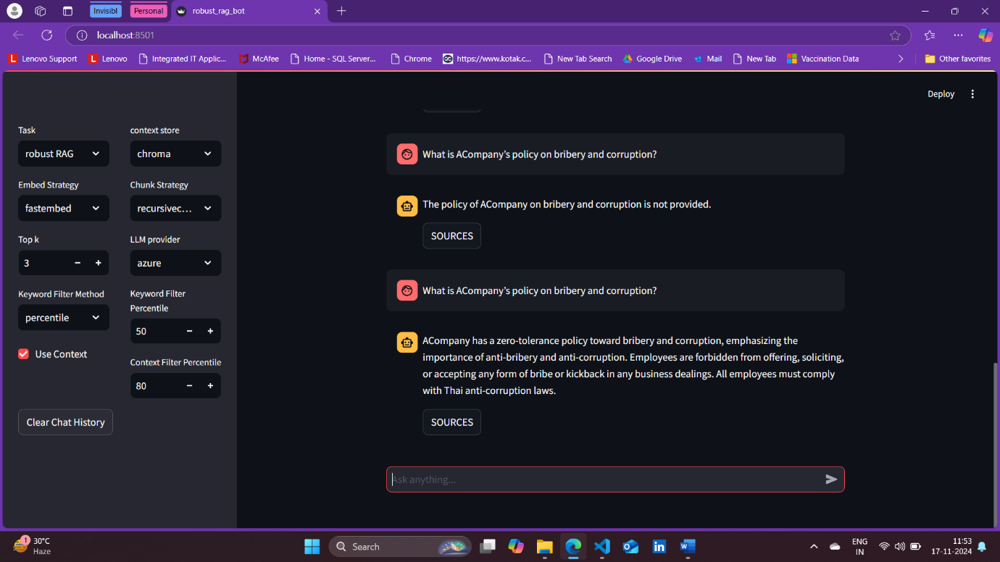 Invisibl
Personal
robust_rag_bot
localhost:8501
Lenovo Support
Lenovo
Integrated IT Applic...
McAfee
Home - SQL Server...
Chrome
https://www.kotak.c...
New Tab Search
Google Drive
Mail
New Tab
Vaccination Data
Other favorites
Deploy
Task
context store
robust RAG
chroma
Embed Strategy
Chunk Strategy
fastembed
recursivec...
Top k
LLM provider
3
azure
Keyword Filter Method
Keyword Filter
Percentile
percentile
50
Use Context
Context Filter Percentile
80
Clear Chat History
What is ACompany’s policy on bribery and corruption?
The policy of ACompany on bribery and corruption is not provided.
SOURCES
What is ACompany’s policy on bribery and corruption?
ACompany has a zero-tolerance policy toward bribery and corruption, emphasizing the
importance of anti-bribery and anti-corruption. Employees are forbidden from offering, soliciting,
or accepting any form of bribe or kickback in any business dealings. All employees must comply
with Thai anti-corruption laws.
SOURCES
Ask anything...
1
30°C
Haze
Search
ENG
IN
11:53
17-11-2024